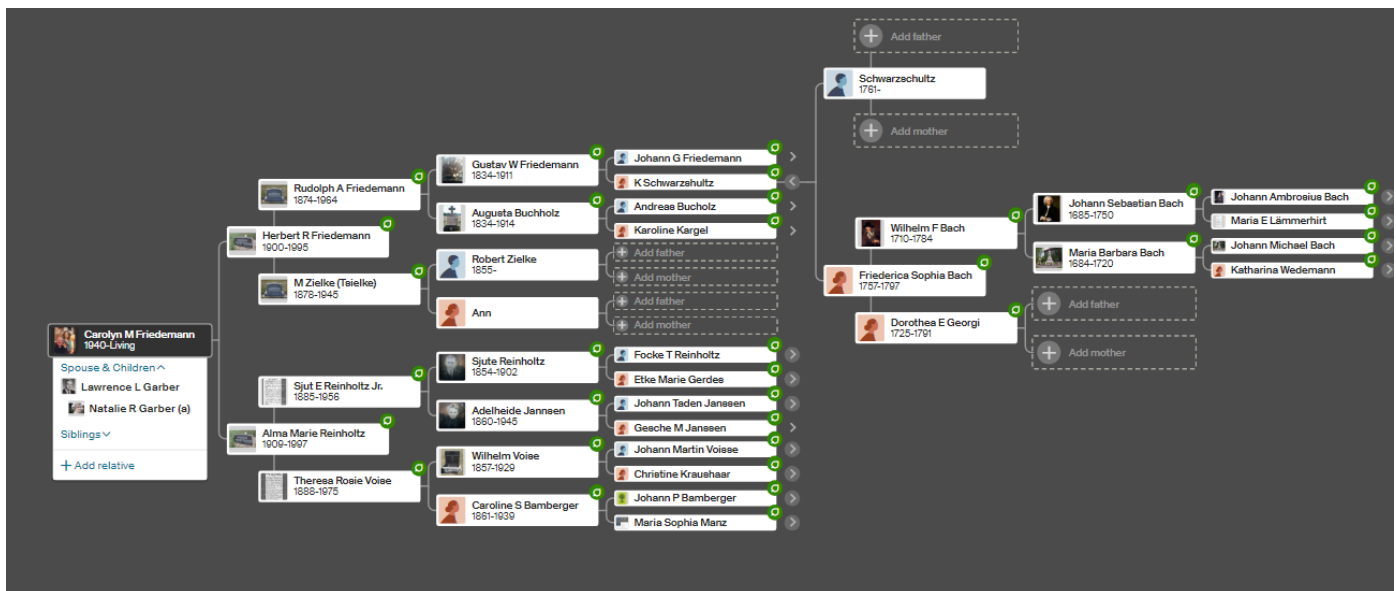 Carolyn M Friedemann
1940-Living
Spouse & Children
Lawrence L Garber
Natalie R Garber (a)
Siblings
Add relative
Herbert R Friedemann
1900-1995
Alma Marie Reinholtz
1909-1997
Rudolph A Friedemann
1874-1964
M Zielke (Tsielke)
1878-1945
Sjut E Reinholtz Jr.
1885-1956
Theresa Rosie Voise
1888-1975
Gustav W Friedemann
1834-1911
Augusta Buchholz
1834-1914
Robert Zielke
1855-
Ann
Sjute Reinholtz
1854-1902
Adelheide Jannsen
1860-1945
Wilhelm Voise
1857-1929
Caroline S Bamberger
1861-1939
Johann G Friedemann
K Schwarzshultz
Andreas Bucholz
Karoline Kargel
Add father
Add mother
Add father
Add mother
Focke T Reinholtz
Etke Marie Gerdes
Johann Taden Janssen
Gesche M Janssen
Johann Martin Voisse
Christine Kraushaar
Johann P Bamberger
Maria Sophia Manz
Add father
Schwarzschultz
1761-
Add mother
Wilhelm F Bach
1710-1784
Friederica Sophia Bach
1757-1797
Dorothea E Georgi
1725-1791
Johann Sebastian Bach
1685-1750
Maria Barbara Bach
1684-1720
Add father
Add mother
Johann Ambrosius Bach
Maria E Lämmerhirt
Johann Michael Bach
Katharina Wedemann